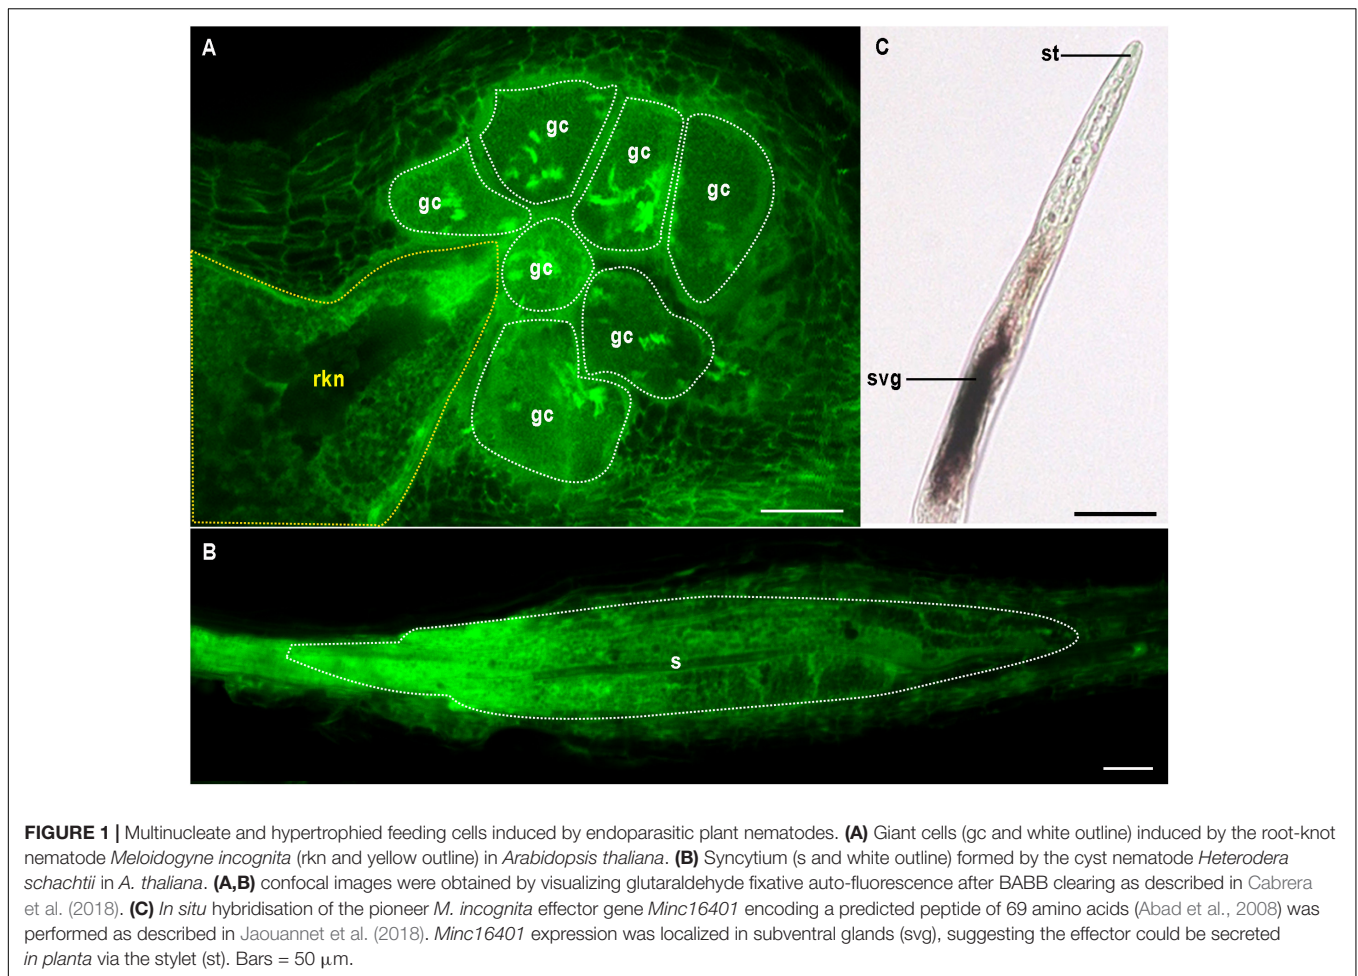 A
gc
gc
gc
gc
gc
gc
gc
rkn
C
st
svg
B
s
FIGURE 1 | Multinucleate and hypertrophied feeding cells induced by endoparasitic plant nematodes. (A) Giant cells (gc and white outline) induced by the root-knot
nematode Meloidogyne incognita (rkn and yellow outline) in Arabidopsis thaliana. (B) Syncytium (s and white outline) formed by the cyst nematode Heterodera
schachtii in A. thaliana. (A,B) confocal images were obtained by visualizing glutaraldehyde fixative auto-fluorescence after BABB clearing as described in Cabrera
et al. (2018). (C) In situ hybridisation of the pioneer M. incognita effector gene Minc16401 encoding a predicted peptide of 69 amino acids (Abad et al., 2008) was
performed as described in Jaouannet et al. (2018). Minc16401 expression was localized in subventral glands (svg), suggesting the effector could be secreted
in planta via the stylet (st). Bars = 50 μm.